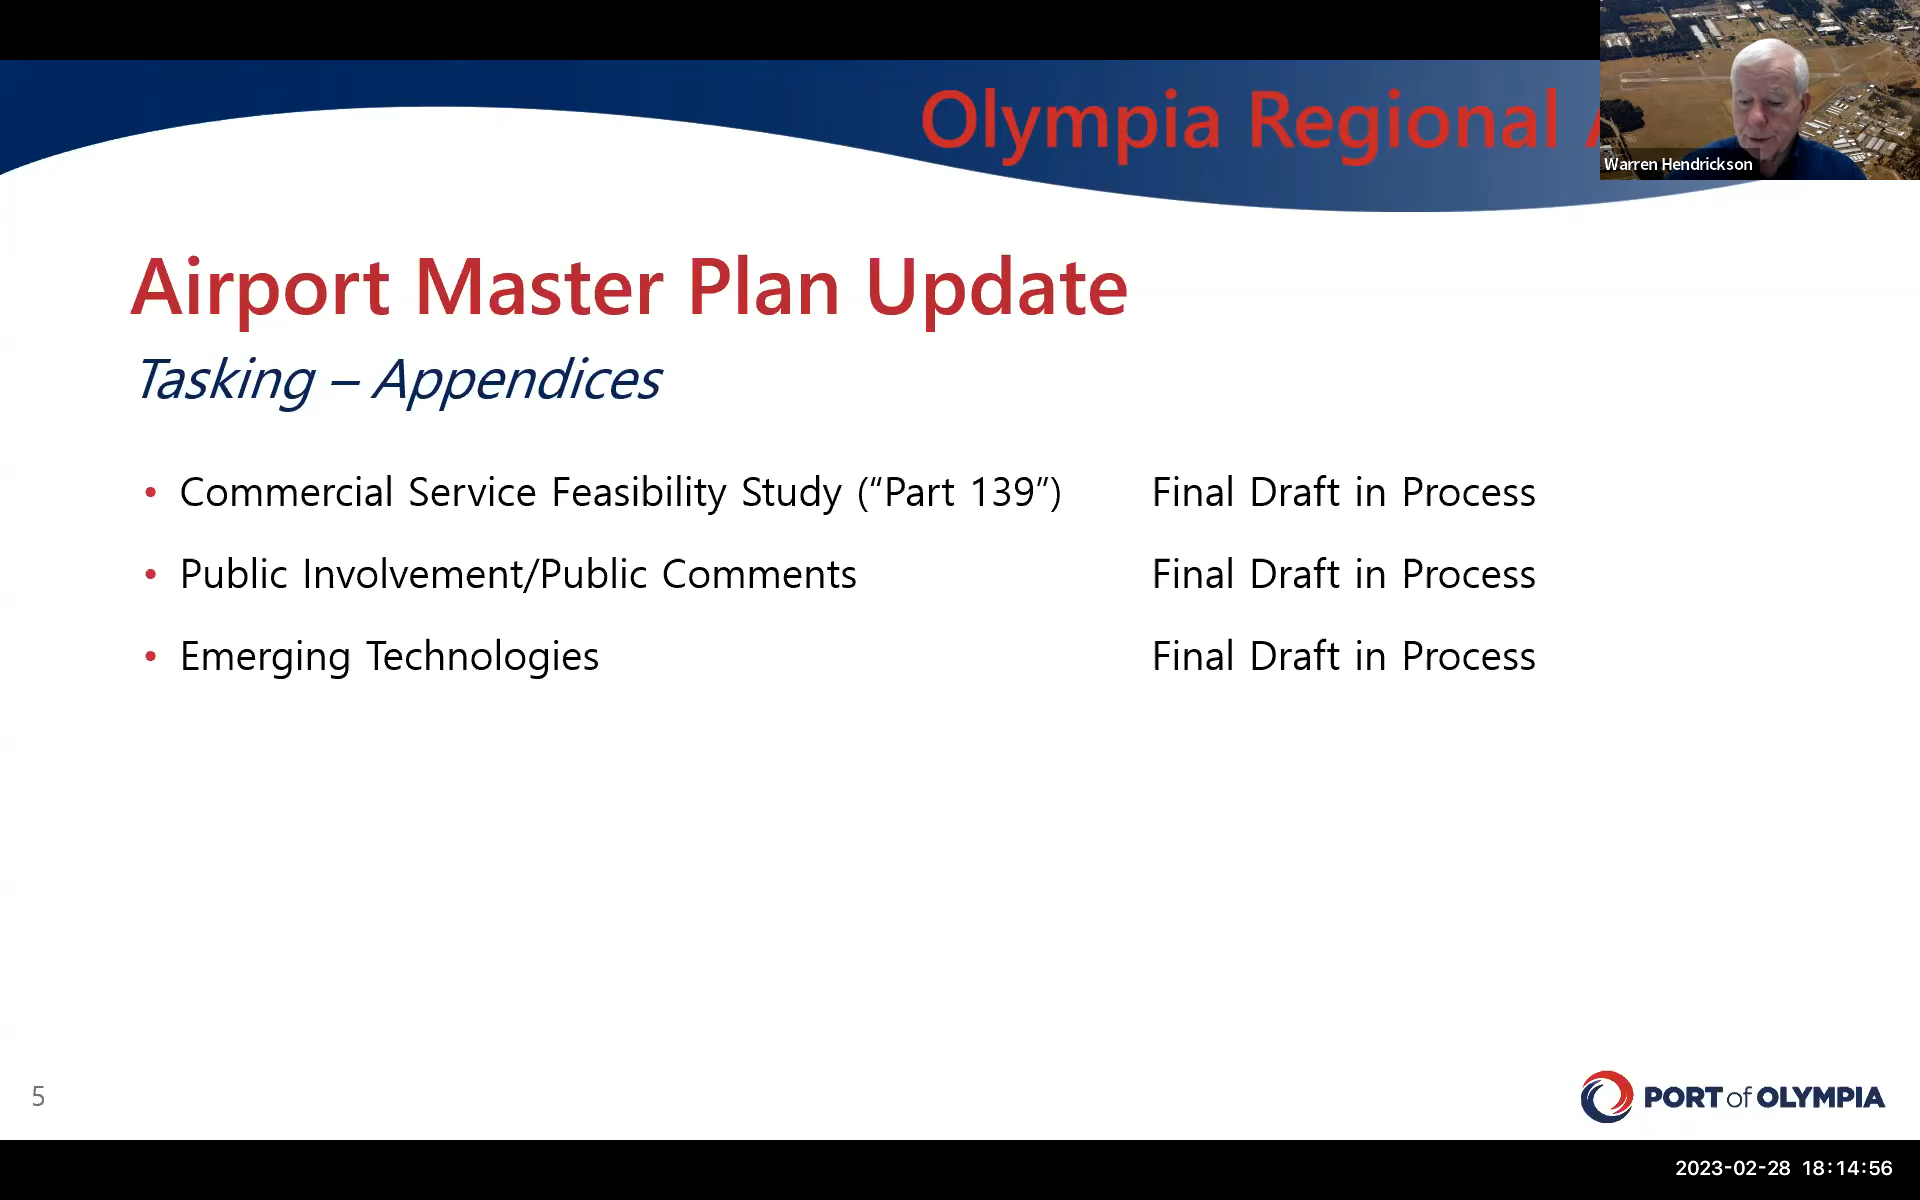 Olympia Regional
Warren Hendrickson
Airport Master Plan Update
Tasking – Appendices
• Commercial Service Feasibility Study (“Part 139”) Final Draft in Process
• Public Involvement/Public Comments Final Draft in Process
• Emerging Technologies Final Draft in Process
5
PORT of OLYMPIA
2023-02-28 18:14:56